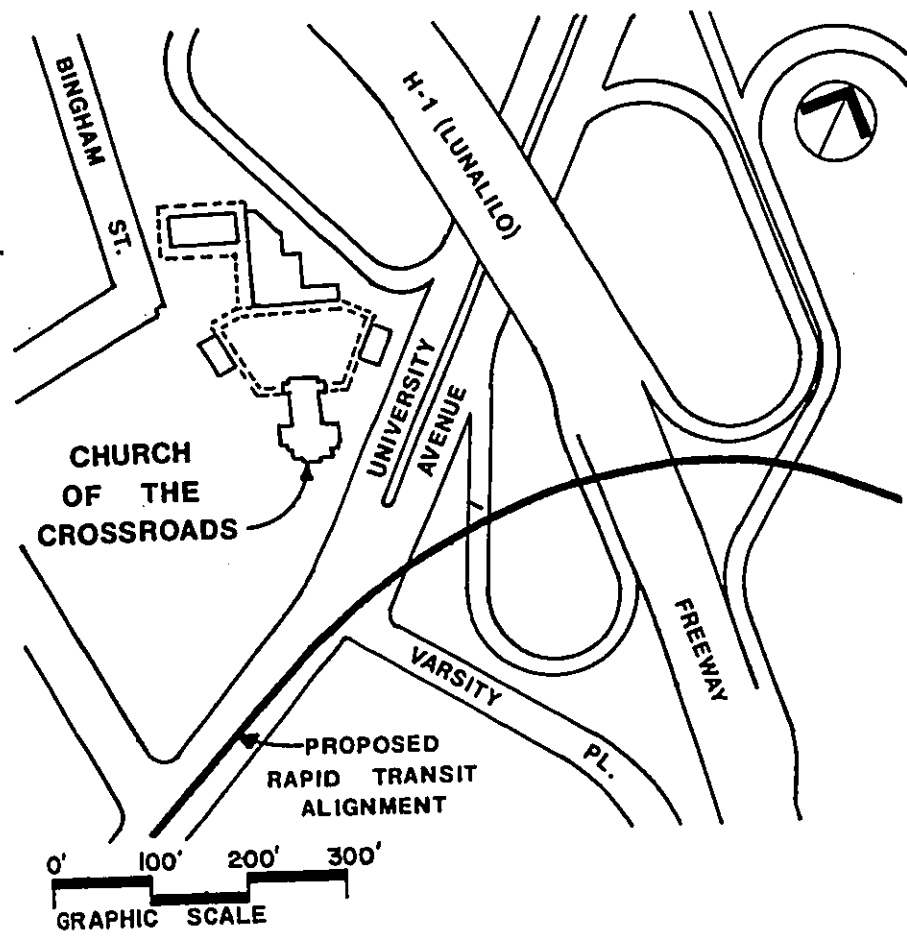 BINGHAM
ST.
H-1 (LUNALILO)
UNIVERSITY
AVENUE
CHURCH
OF THE
CROSSROADS
FREEWAY
VARSITY
PL.
PROPOSED
RAPID TRANSIT
ALIGNMENT
0' 100' 200' 300'
GRAPHIC SCALE